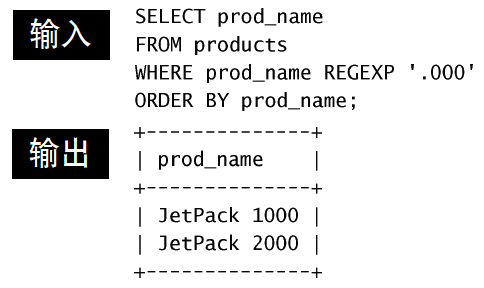 输入
SELECT prod_name
FROM products
WHERE prod_name REGEXP '.000'
ORDER BY prod_name;
输出
+--------------+
| prod_name    |
+--------------+
| JetPack 1000 |
| JetPack 2000 |
+--------------+